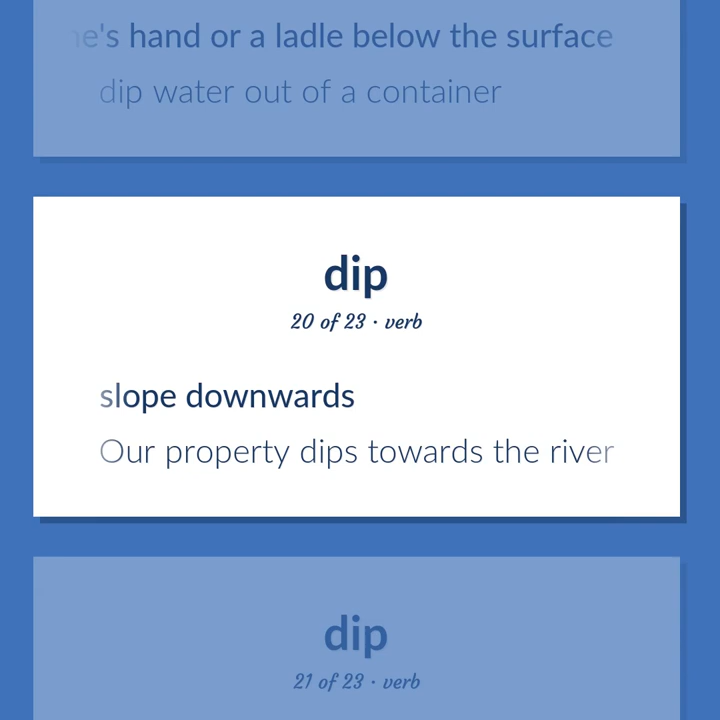 's hand or a ladle below the surface
dip water out of a container
dip
20 of 23 · verb
slope downwards
Our property dips towards the river
dip
21 of 23 · verb